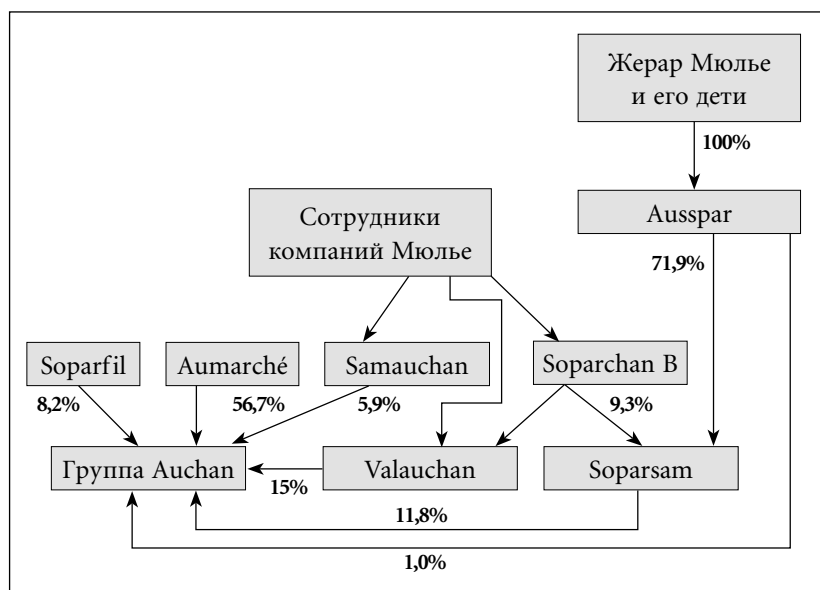 Жерар Мюлье
и его дети
100%
Сотрудники
компаний Мюлье
Ausspar
71,9%
Soparfil
Aumarché
Samauchan
Soparchan B
8,2%
56,7%
5,9%
9,3%
Группа Auchan
Valauchan
Soparsam
15%
11,8%
1,0%